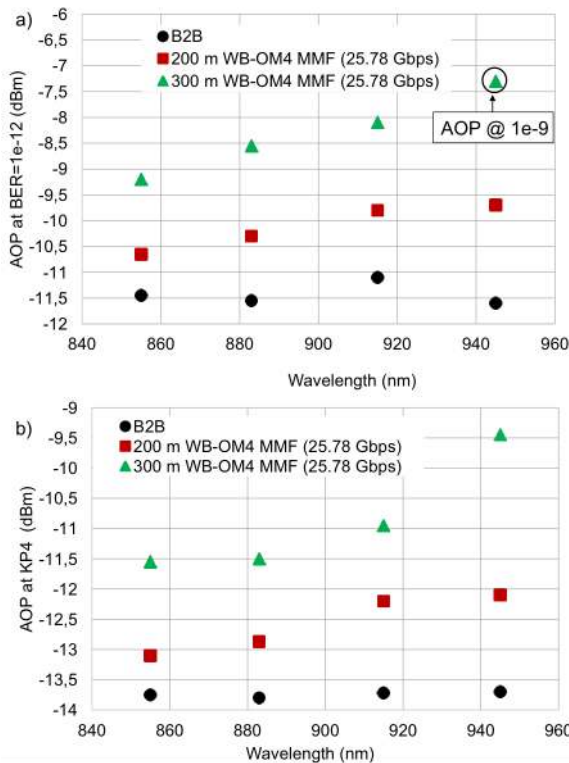 a)
-6
-6,5
-7
-7,5
-8
-8,5
-9
-9,5
-10
-10,5
-11
-11,5
-12
AOP at BER=1e-12 (dBm)
B2B
200 m WB-OM4 MMF (25.78 Gbps)
300 m WB-OM4 MMF (25.78 Gbps)
AOP @ 1e-9
840 860 880 900 920 940 960
Wavelength (nm)
b)
-9
-9,5
-10
-10,5
-11
-11,5
-12
-12,5
-13
-13,5
-14
AOP at KP4 (dBm)
B2B
200 m WB-OM4 MMF (25.78 Gbps)
300 m WB-OM4 MMF (25.78 Gbps)
840 860 880 900 920 940 960
Wavelength (nm)